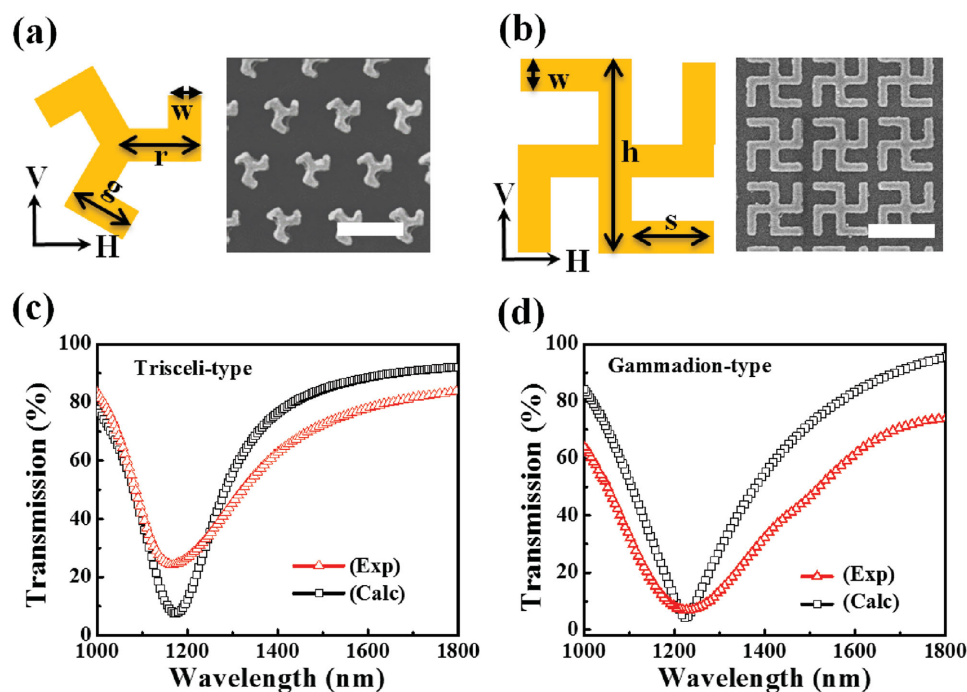 (a)
w
r
g
V
H
(b)
w
h
s
V
H
(c)
Transmission (%)
100
80
60
40
20
0
Trisceli-type
(Exp)
(Calc)
1000 1200 1400 1600 1800
Wavelength (nm)
(d)
Transmission (%)
100
80
60
40
20
0
Gammadion-type
(Exp)
(Calc)
1000 1200 1400 1600 1800
Wavelength (nm)